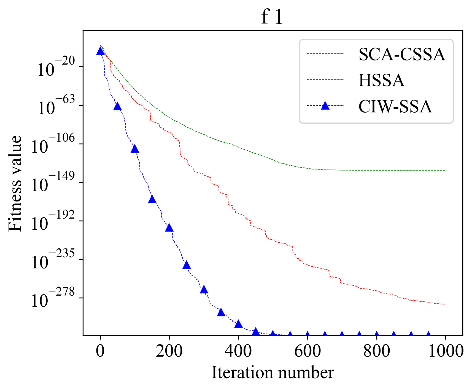 f 1
SCA-CSSA
HSSA
CIW-SSA
Fitness value
10⁻²⁰
10⁻⁶³
10⁻¹⁰⁶
10⁻¹⁴⁹
10⁻¹⁹²
10⁻²³⁵
10⁻²⁷⁸
0 200 400 600 800 1000
Iteration number